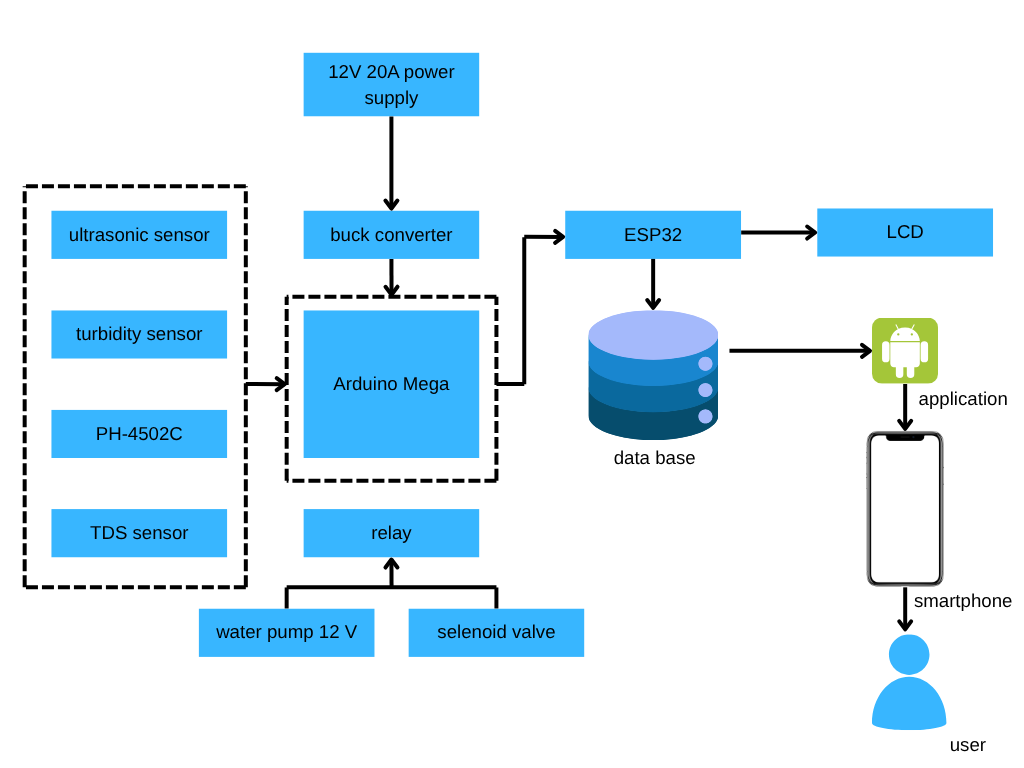 12V 20A power
supply
ultrasonic sensor
buck converter
ESP32
LCD
turbidity sensor
Arduino Mega
application
PH-4502C
data base
TDS sensor
relay
smartphone
water pump 12 V
selenoid valve
user